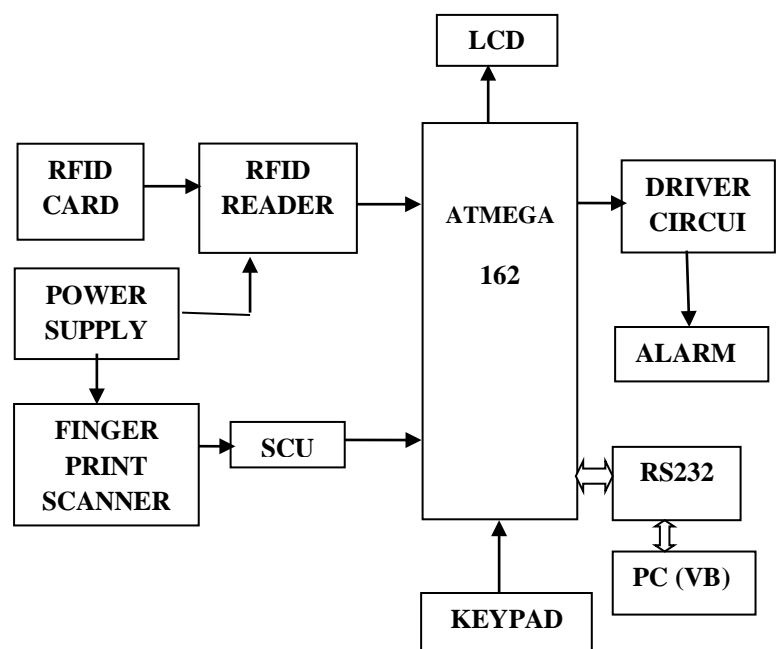 LCD
RFID
CARD
RFID
READER
ATMEGA
162
DRIVER
CIRCUI
POWER
SUPPLY
ALARM
FINGER
PRINT
SCANNER
SCU
RS232
PC (VB)
KEYPAD